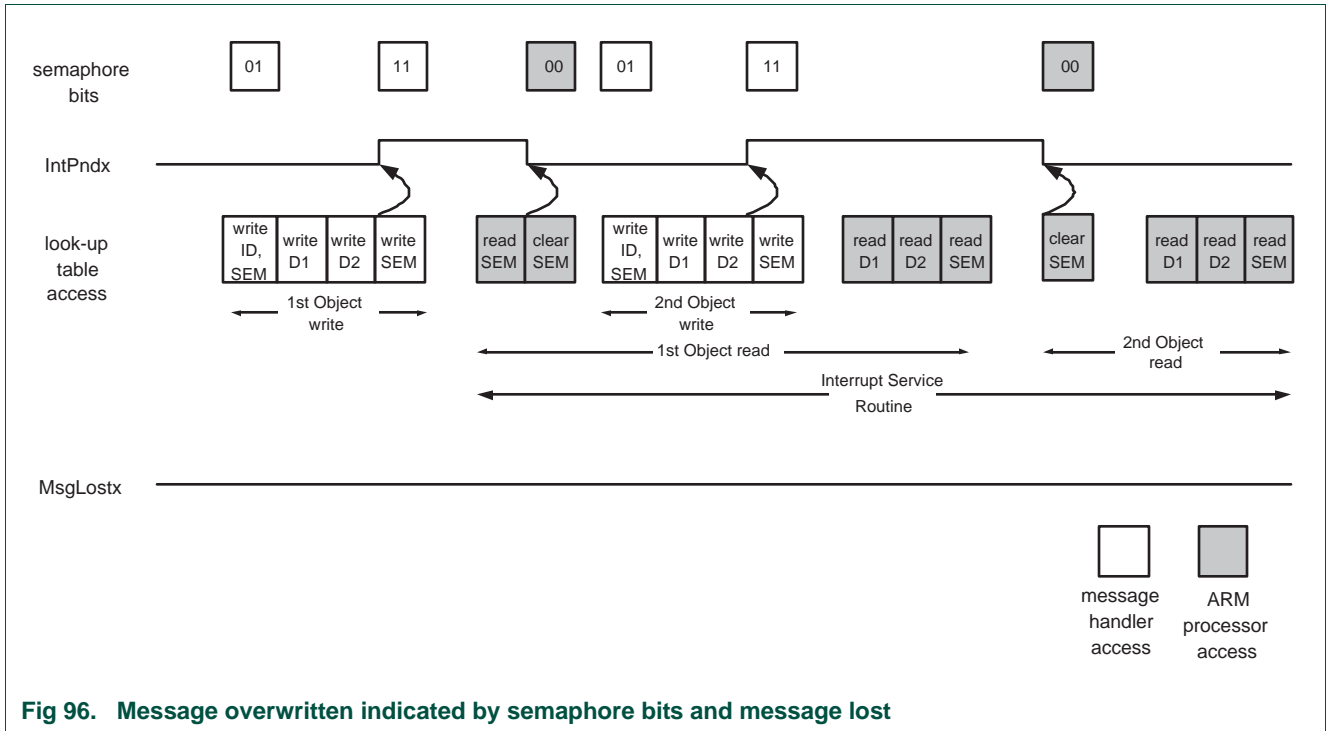 semaphore
bits
01
11
00
01
11
00
IntPndx
look-up
table
access
write
ID,
SEM
write
D1
write
D2
write
SEM
read
SEM
clear
SEM
write
ID,
SEM
write
D1
write
D2
write
SEM
read
D1
read
D2
read
SEM
clear
SEM
read
D1
read
D2
read
SEM
1st Object
write
2nd Object
write
1st Object read
2nd Object
read
Interrupt Service
Routine
MsgLostx
message
handler
access
ARM
processor
access
Fig 96. Message overwritten indicated by semaphore bits and message lost